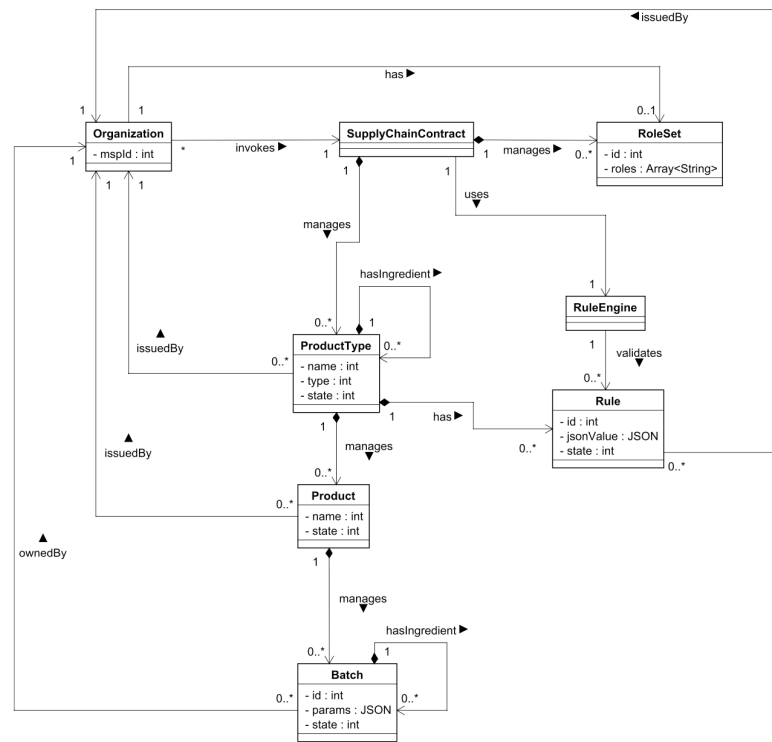 ◄ issuedBy
has ►
1
1
0..1
Organization
- mspId : int
1
*
invokes ►
1
SupplyChainContract
1
1
1
manages ►
0..*
RoleSet
- id : int
- roles : Array<String>
1
1
uses
▼
manages
▼
hasIngredient ►
1
RuleEngine
1
0..*
1
0..*
ProductType
- name : int
- type : int
- state : int
▲
issuedBy
0..*
validates
▼
0..*
Rule
- id : int
- jsonValue : JSON
- state : int
1
1
has ►
0..*
0..*
▲
issuedBy
manages
▼
0..*
Product
- name : int
- state : int
0..*
▲
ownedBy
1
manages
▼
hasIngredient ►
0..*
1
Batch
- id : int
- params : JSON
- state : int
0..*
0..*